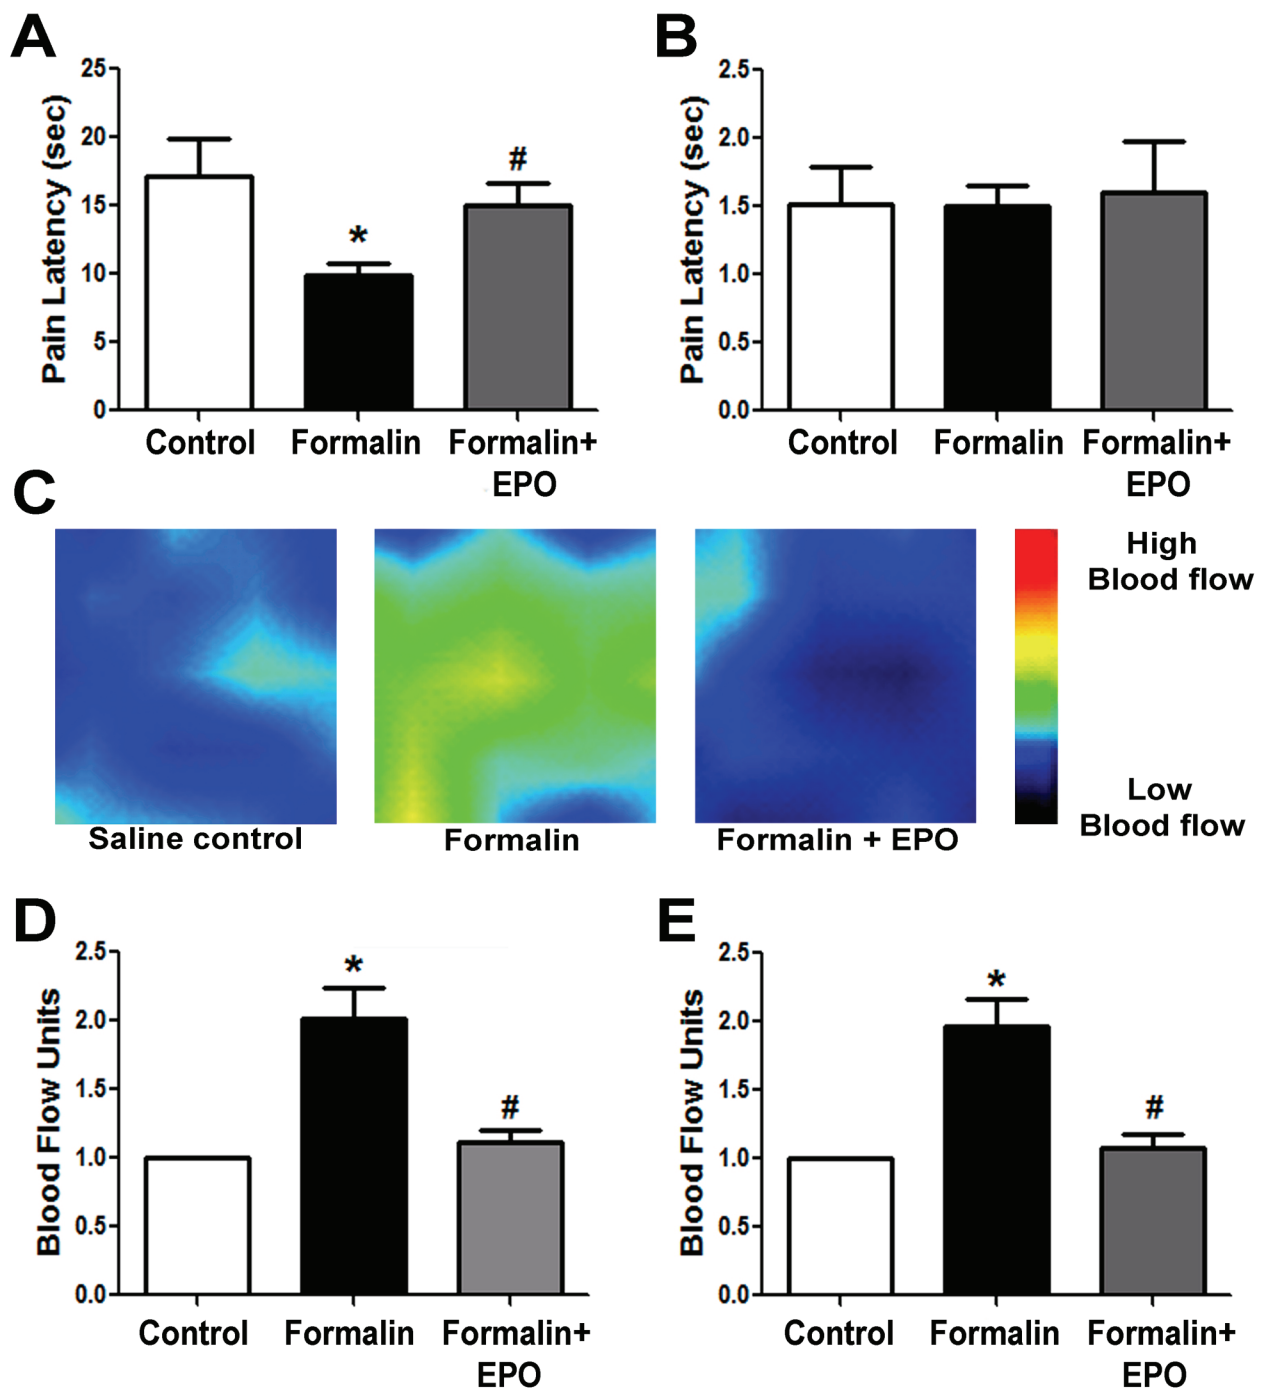 A
Pain Latency (sec)
25
20
15
10
5
0
*
#
Control
Formalin
Formalin+
EPO
B
Pain Latency (sec)
2.5
2.0
1.5
1.0
0.5
0.0
Control
Formalin
Formalin+
EPO
C
Saline control
Formalin
Formalin + EPO
High
Blood flow
Low
Blood flow
D
Blood Flow Units
2.5
2.0
1.5
1.0
0.5
0.0
*
#
Control
Formalin
Formalin+
EPO
E
Blood Flow Units
2.5
2.0
1.5
1.0
0.5
0.0
*
#
Control
Formalin
Formalin+
EPO